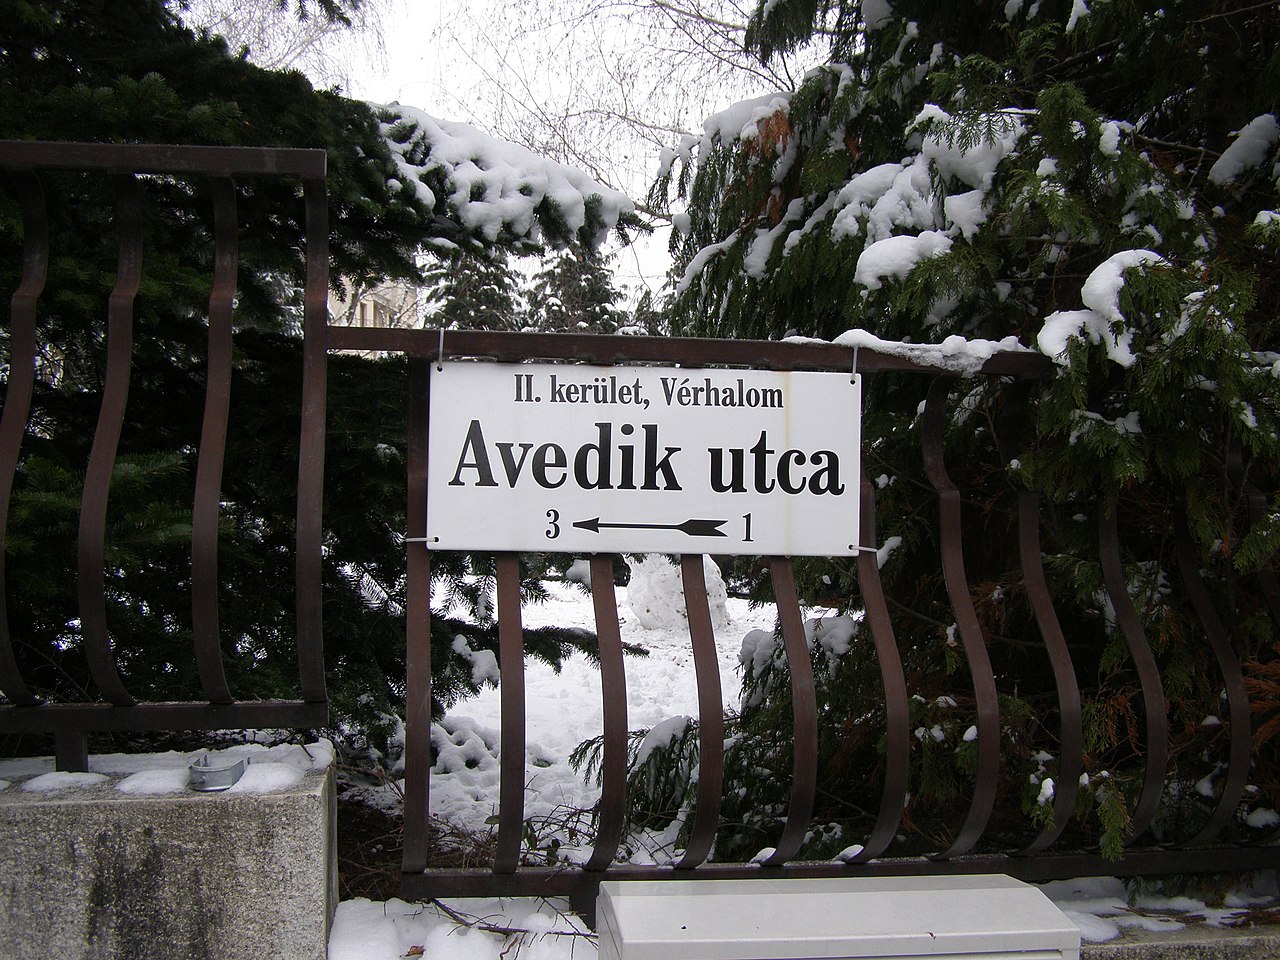 II. kerület, Vérhalom
Avedik utca
3 1